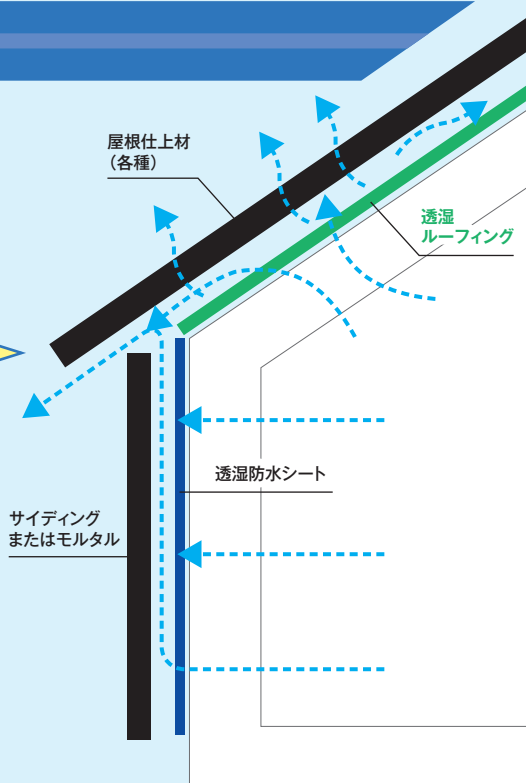 屋根仕上材
（各種）
透湿
ルーフィング
透湿防水シート
サイディング
またはモルタル